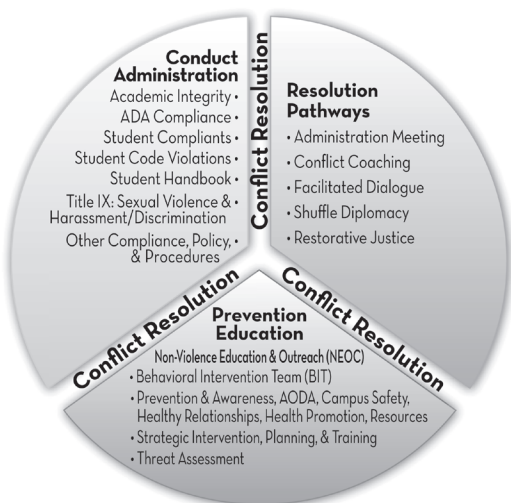 Conduct
Administration
Academic Integrity •
ADA Compliance •
Student Compliants •
Student Code Violations •
Student Handbook •
Title IX: Sexual Violence & •
Harassment/Discrimination
Other Compliance, Policy, •
& Procedures
Conflict Resolution
Resolution
Pathways
• Administration Meeting
• Conflict Coaching
• Facilitated Dialogue
• Shuffle Diplomacy
• Restorative Justice
Conflict Resolution
Conflict Resolution
Prevention
Education
Non-Violence Education & Outreach (NEOC)
• Behavioral Intervention Team (BIT)
• Prevention & Awareness, AODA, Campus Safety,
Healthy Relationships, Health Promotion, Resources
• Strategic Intervention, Planning, & Training
• Threat Assessment